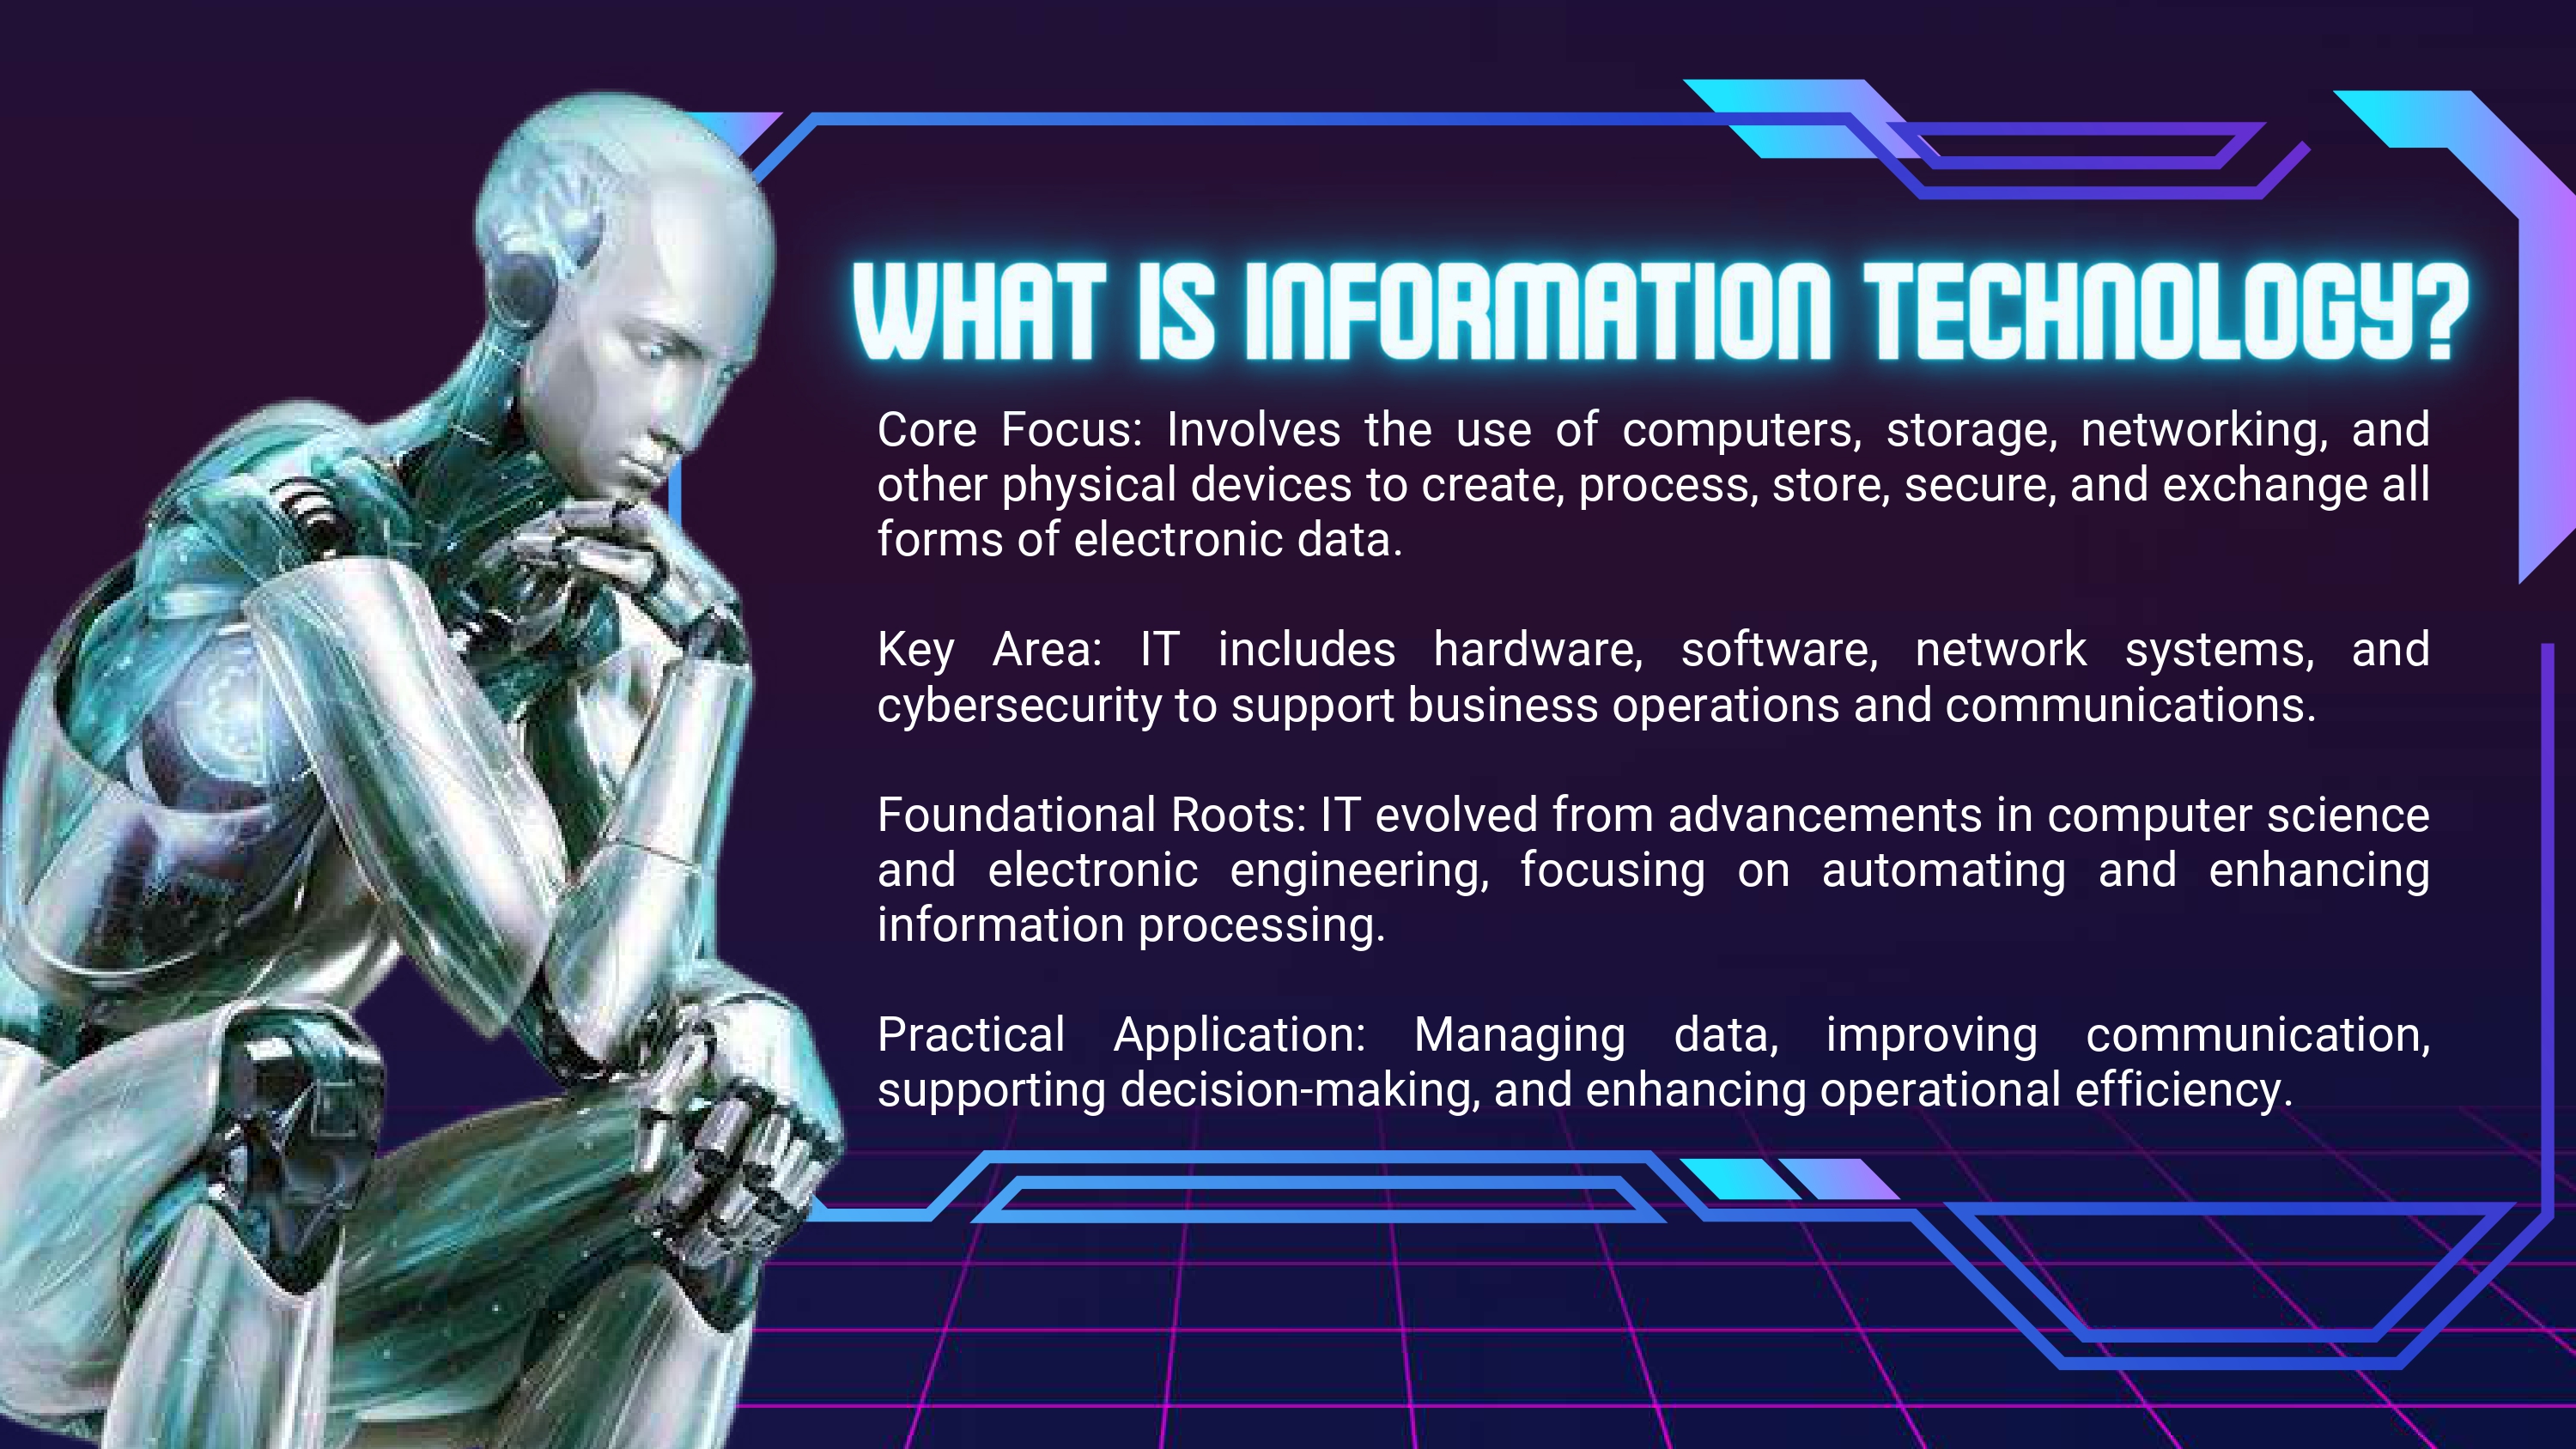 WHAT IS INFORMATION TECHNOLOGY?
Core Focus: Involves the use of computers, storage, networking, and
other physical devices to create, process, store, secure, and exchange all
forms of electronic data.
Key Area: IT includes hardware, software, network systems, and
cybersecurity to support business operations and communications.
Foundational Roots: IT evolved from advancements in computer science
and electronic engineering, focusing on automating and enhancing
information processing.
Practical Application: Managing data, improving communication,
supporting decision-making, and enhancing operational efficiency.